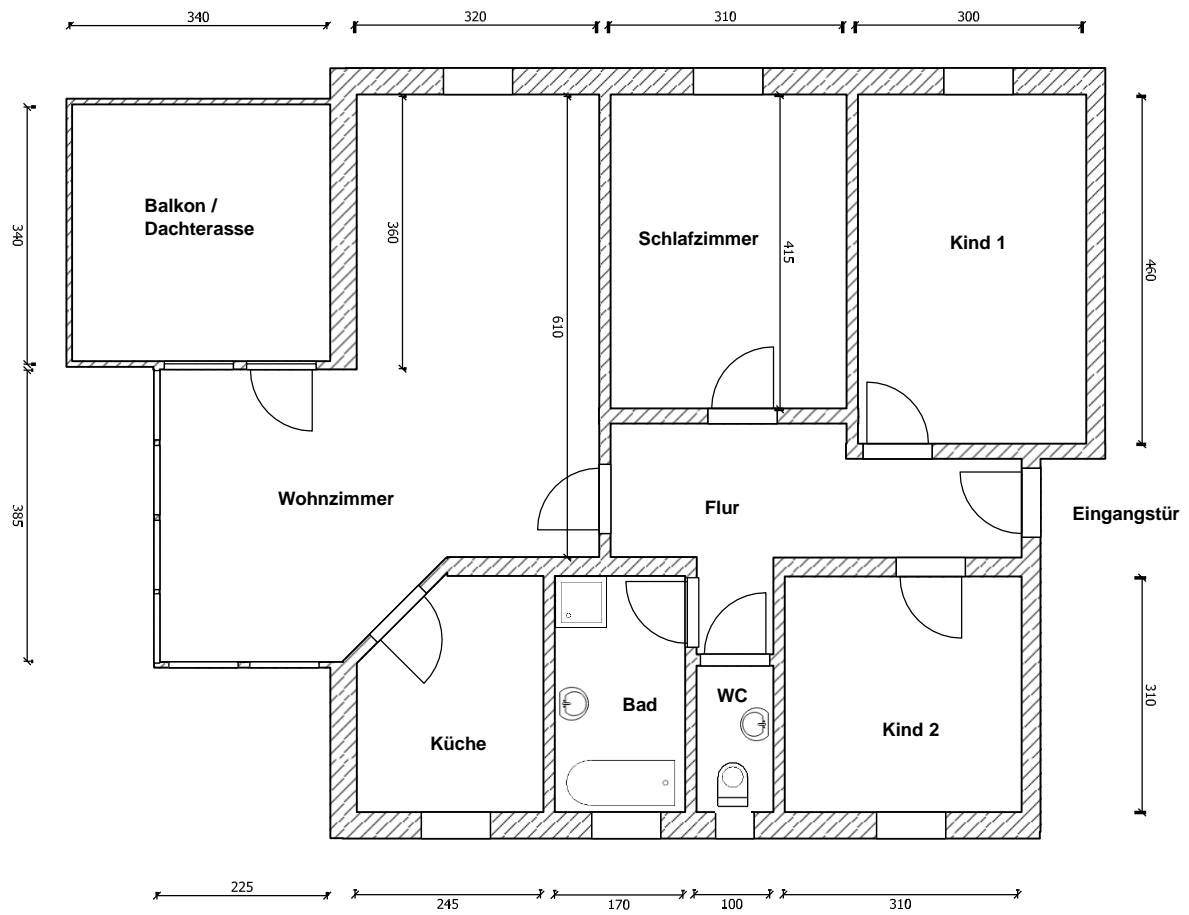 340
320
310
300
Balkon /
Dachterasse
340
360
610
Schlafzimmer
415
Kind 1
460
385
Wohnzimmer
Flur
Eingangstür
Küche
Bad
WC
Kind 2
310
225
245
170
100
310